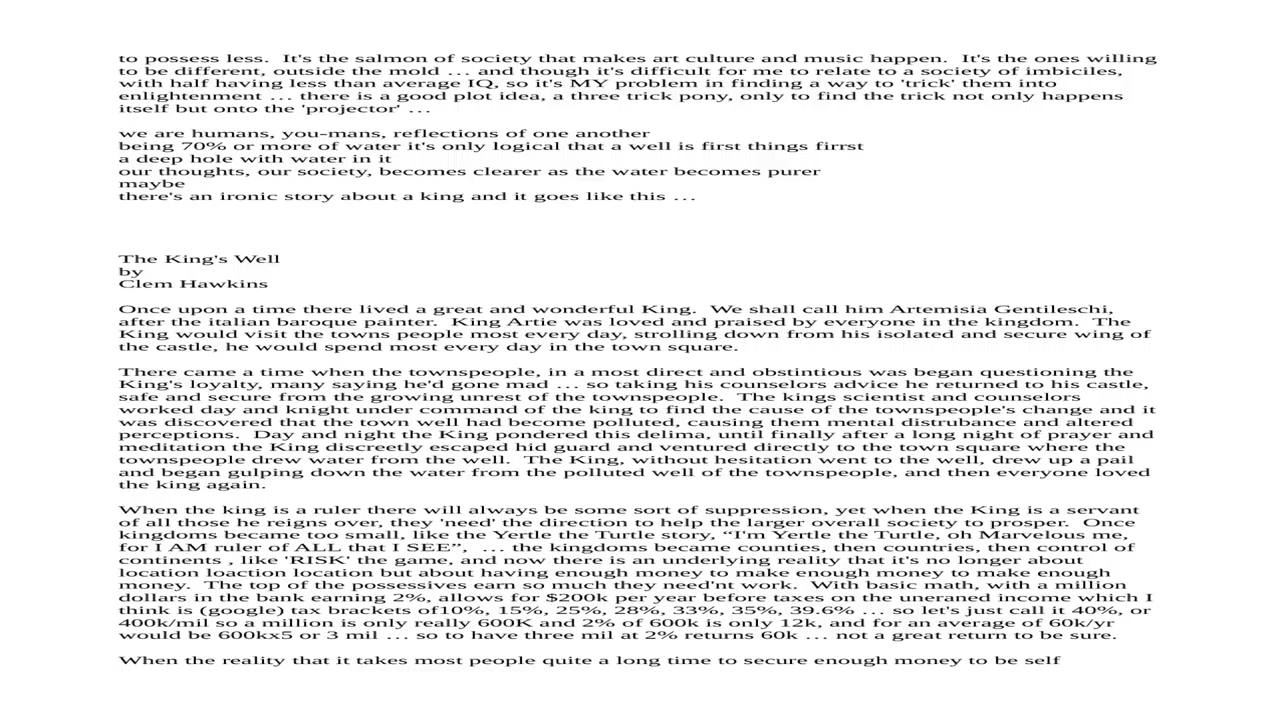 to possess less.  It's the salmon of society that makes art culture and music happen.  It's the ones willing
to be different, outside the mold … and though it's difficult for me to relate to a society of imbiciles,
with half having less than average IQ, so it's MY problem in finding a way to 'trick' them into
enlightenment … there is a good plot idea, a three trick pony, only to find the trick not only happens
itself but onto the 'projector' …
we are humans, you-mans, reflections of one another
being 70% or more of water it's only logical that a well is first things firrst
a deep hole with water in it
our thoughts, our society, becomes clearer as the water becomes purer
maybe
there's an ironic story about a king and it goes like this …
The King's Well
by
Clem Hawkins
Once upon a time there lived a great and wonderful King.  We shall call him Artemisia Gentileschi,
after the italian baroque painter.  King Artie was loved and praised by everyone in the kingdom.  The
King would visit the towns people most every day, strolling down from his isolated and secure wing of
the castle, he would spend most every day in the town square.
There came a time when the townspeople, in a most direct and obstintious was began questioning the
King's loyalty, many saying he'd gone mad … so taking his counselors advice he returned to his castle,
safe and secure from the growing unrest of the townspeople.  The kings scientist and counselors
worked day and knight under command of the king to find the cause of the townspeople's change and it
was discovered that the town well had become polluted, causing them mental distrubance and altered
perceptions.  Day and night the King pondered this delima, until finally after a long night of prayer and
meditation the King discreetly escaped hid guard and ventured directly to the town square where the
townspeople drew water from the well.  The King, without hesitation went to the well, drew up a pail
and began gulping down the water from the polluted well of the townspeople, and then everyone loved
the king again.
When the king is a ruler there will always be some sort of suppression, yet when the King is a servant
of all those he reigns over, they 'need' the direction to help the larger overall society to prosper.  Once
kingdoms became too small, like the Yertle the Turtle story, “I'm Yertle the Turtle, oh Marvelous me,
for I AM ruler of ALL that I SEE”,  … the kingdoms became counties, then countries, then control of
continents , like 'RISK' the game, and now there is an underlying reality that it's no longer about
location loaction location but about having enough money to make enough money to make enough
money.  The top of the possessives earn so much they need'nt work.  With basic math, with a million
dollars in the bank earning 2%, allows for $200k per year before taxes on the uneraned income which I
think is (google) tax brackets of10%, 15%, 25%, 28%, 33%, 35%, 39.6% … so let's just call it 40%, or
400k/mil so a million is only really 600K and 2% of 600k is only 12k, and for an average of 60k/yr
would be 600kx5 or 3 mil … so to have three mil at 2% returns 60k … not a great return to be sure.
When the reality that it takes most people quite a long time to secure enough money to be self